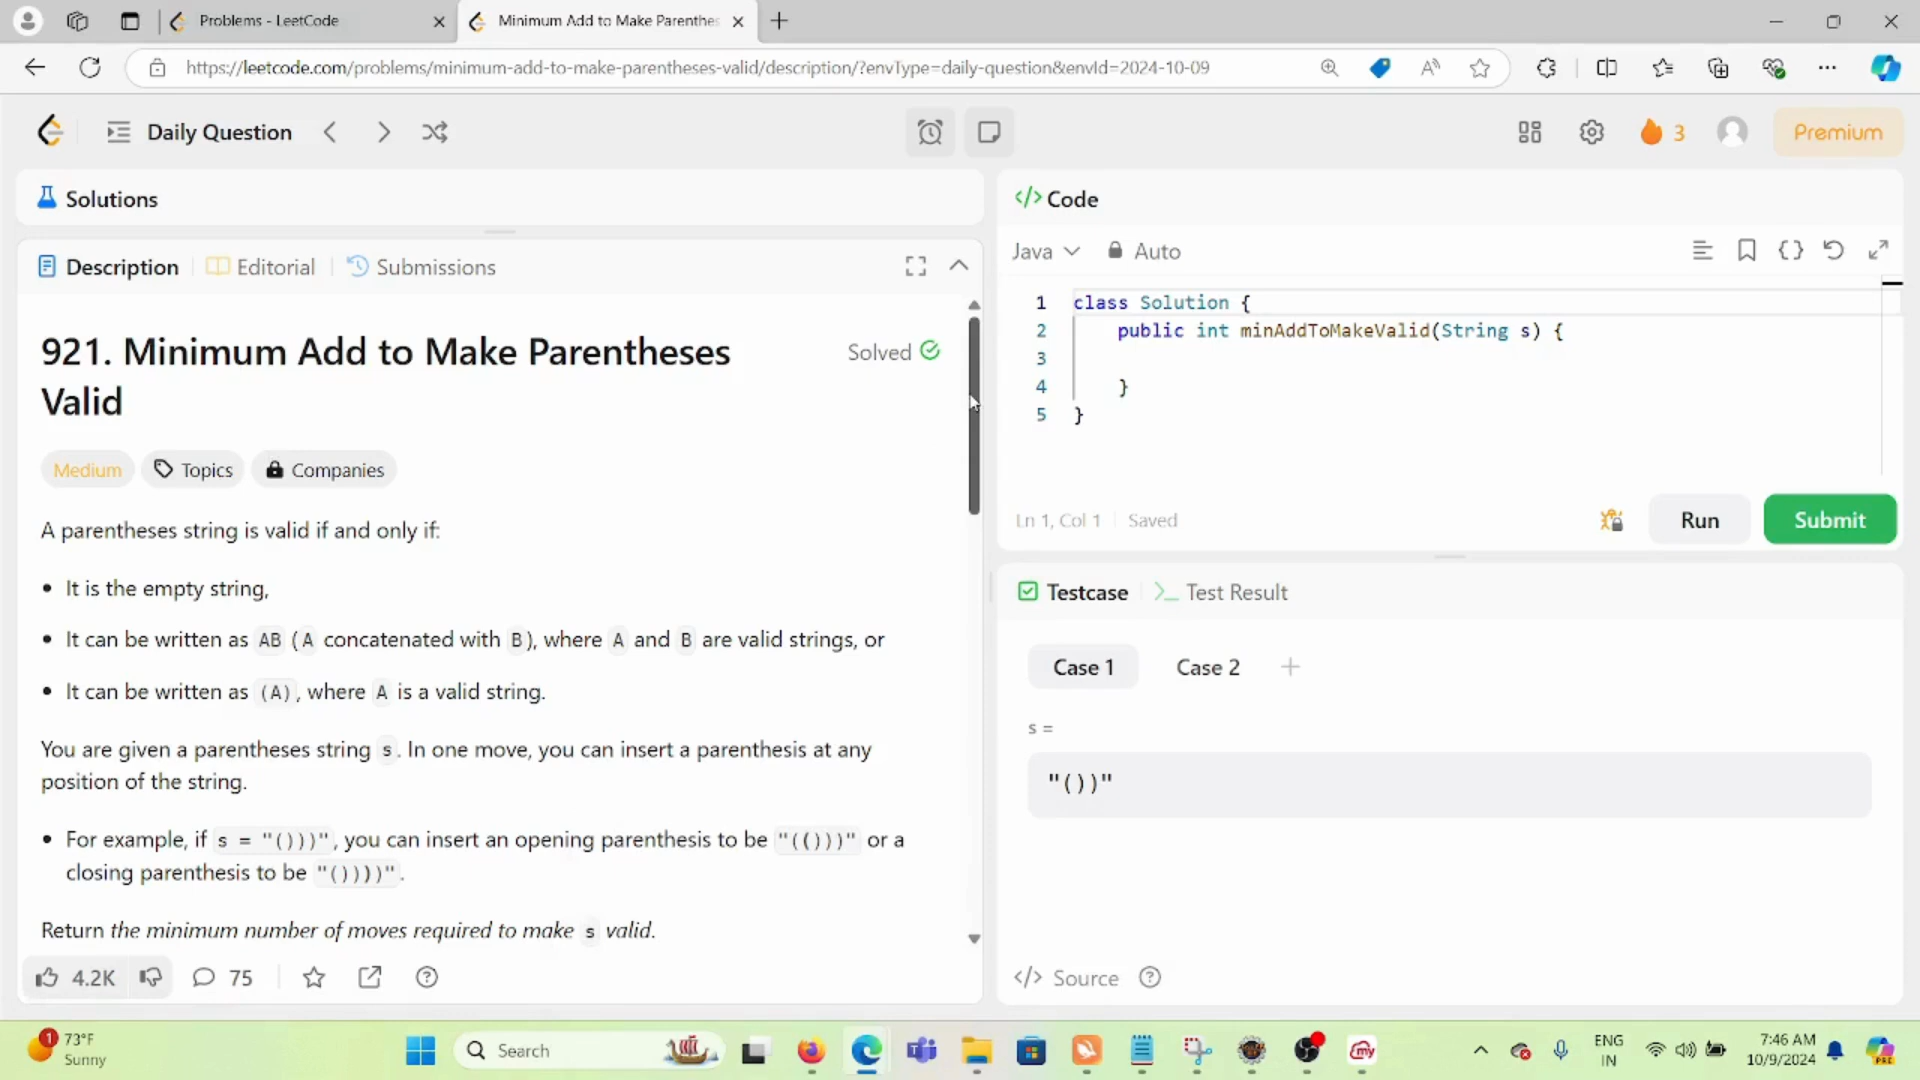 Problems - LeetCode
Minimum Add to Make Parenthes
https://leetcode.com/problems/minimum-add-to-make-parentheses-valid/description/?envType=daily-question&envId=2024-10-09
Daily Question
3
Premium
Solutions
Description
Editorial
Submissions
921. Minimum Add to Make Parentheses
Valid
Solved
Medium
Topics
Companies
A parentheses string is valid if and only if:
• It is the empty string,
• It can be written as AB (A concatenated with B), where A and B are valid strings, or
• It can be written as (A), where A is a valid string.
You are given a parentheses string s. In one move, you can insert a parenthesis at any
position of the string.
• For example, if s = "()))", you can insert an opening parenthesis to be "(()))" or a
closing parenthesis to be "())))".
Return the minimum number of moves required to make s valid.
4.2K
75
</> Code
Java
Auto
1 class Solution {
2 public int minAddToMakeValid(String s) {
3
4 }
5 }
Ln 1, Col 1
Saved
Run
Submit
Testcase
Test Result
Case 1
Case 2
s =
"())"
</> Source
1
73°F
Sunny
Search
my
ENG
IN
7:46 AM
10/9/2024
PRE